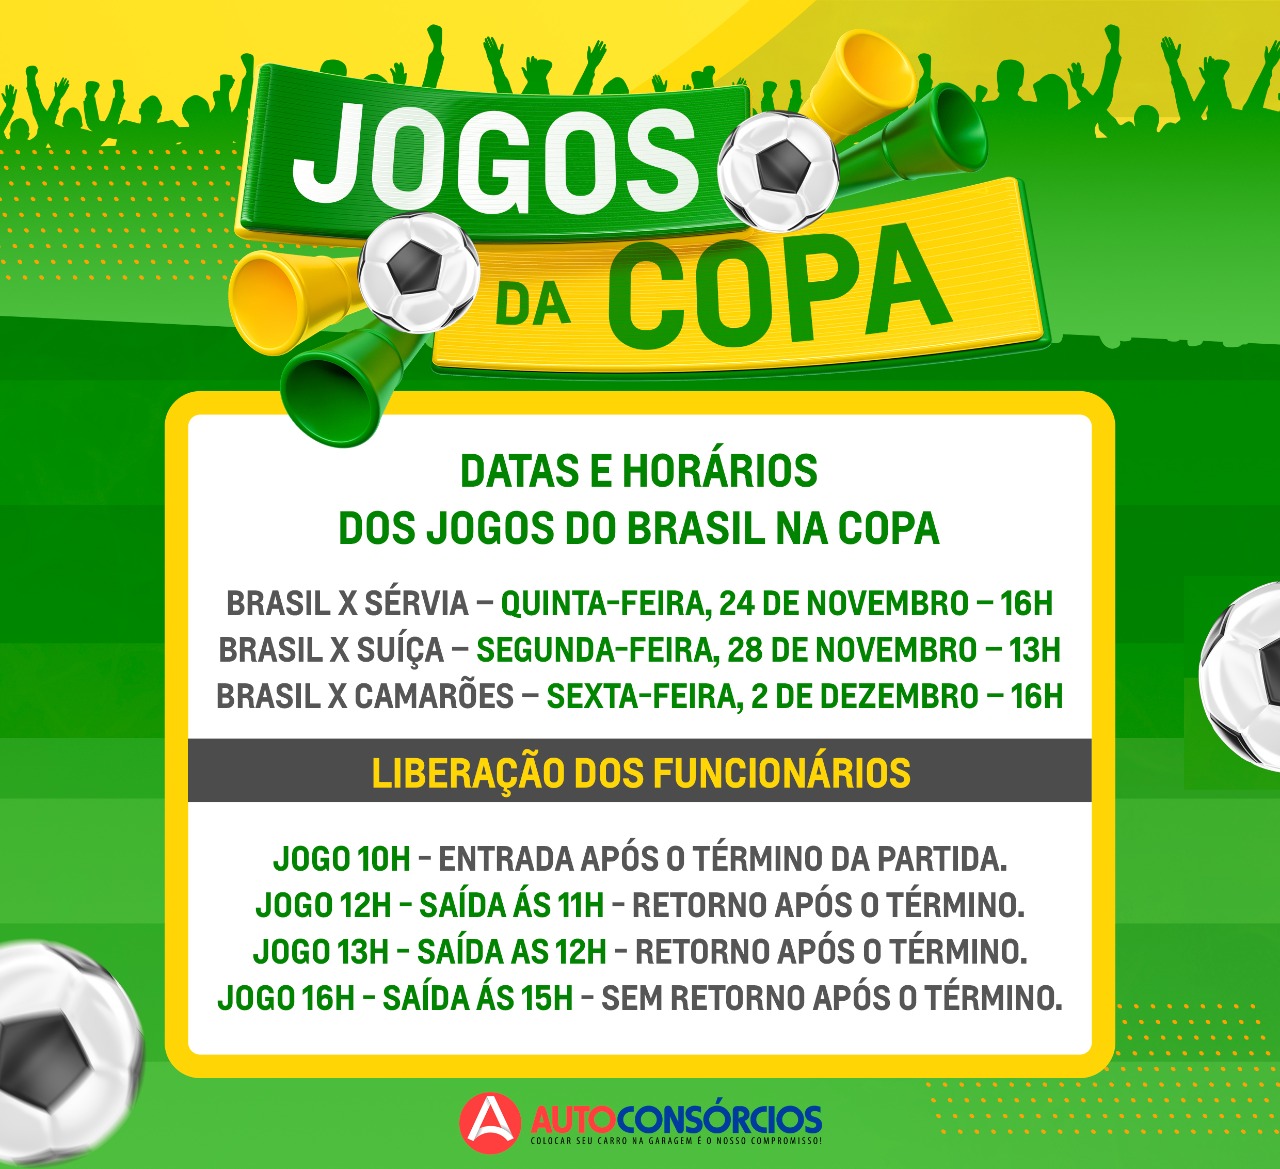 JOGOS
DA COPA
DATAS E HORÁRIOS
DOS JOGOS DO BRASIL NA COPA
BRASIL X SÉRVIA – QUINTA-FEIRA, 24 DE NOVEMBRO – 16H
BRASIL X SUÍÇA – SEGUNDA-FEIRA, 28 DE NOVEMBRO – 13H
BRASIL X CAMARÕES – SEXTA-FEIRA, 2 DE DEZEMBRO – 16H
LIBERAÇÃO DOS FUNCIONÁRIOS
JOGO 10H - ENTRADA APÓS O TÉRMINO DA PARTIDA.
JOGO 12H - SAÍDA ÁS 11H - RETORNO APÓS O TÉRMINO.
JOGO 13H - SAÍDA AS 12H - RETORNO APÓS O TÉRMINO.
JOGO 16H - SAÍDA ÁS 15H - SEM RETORNO APÓS O TÉRMINO.
AUTOCONSÓRCIOS
COLOCAR SEU CARRO NA GARAGEM É O NOSSO COMPROMISSO!